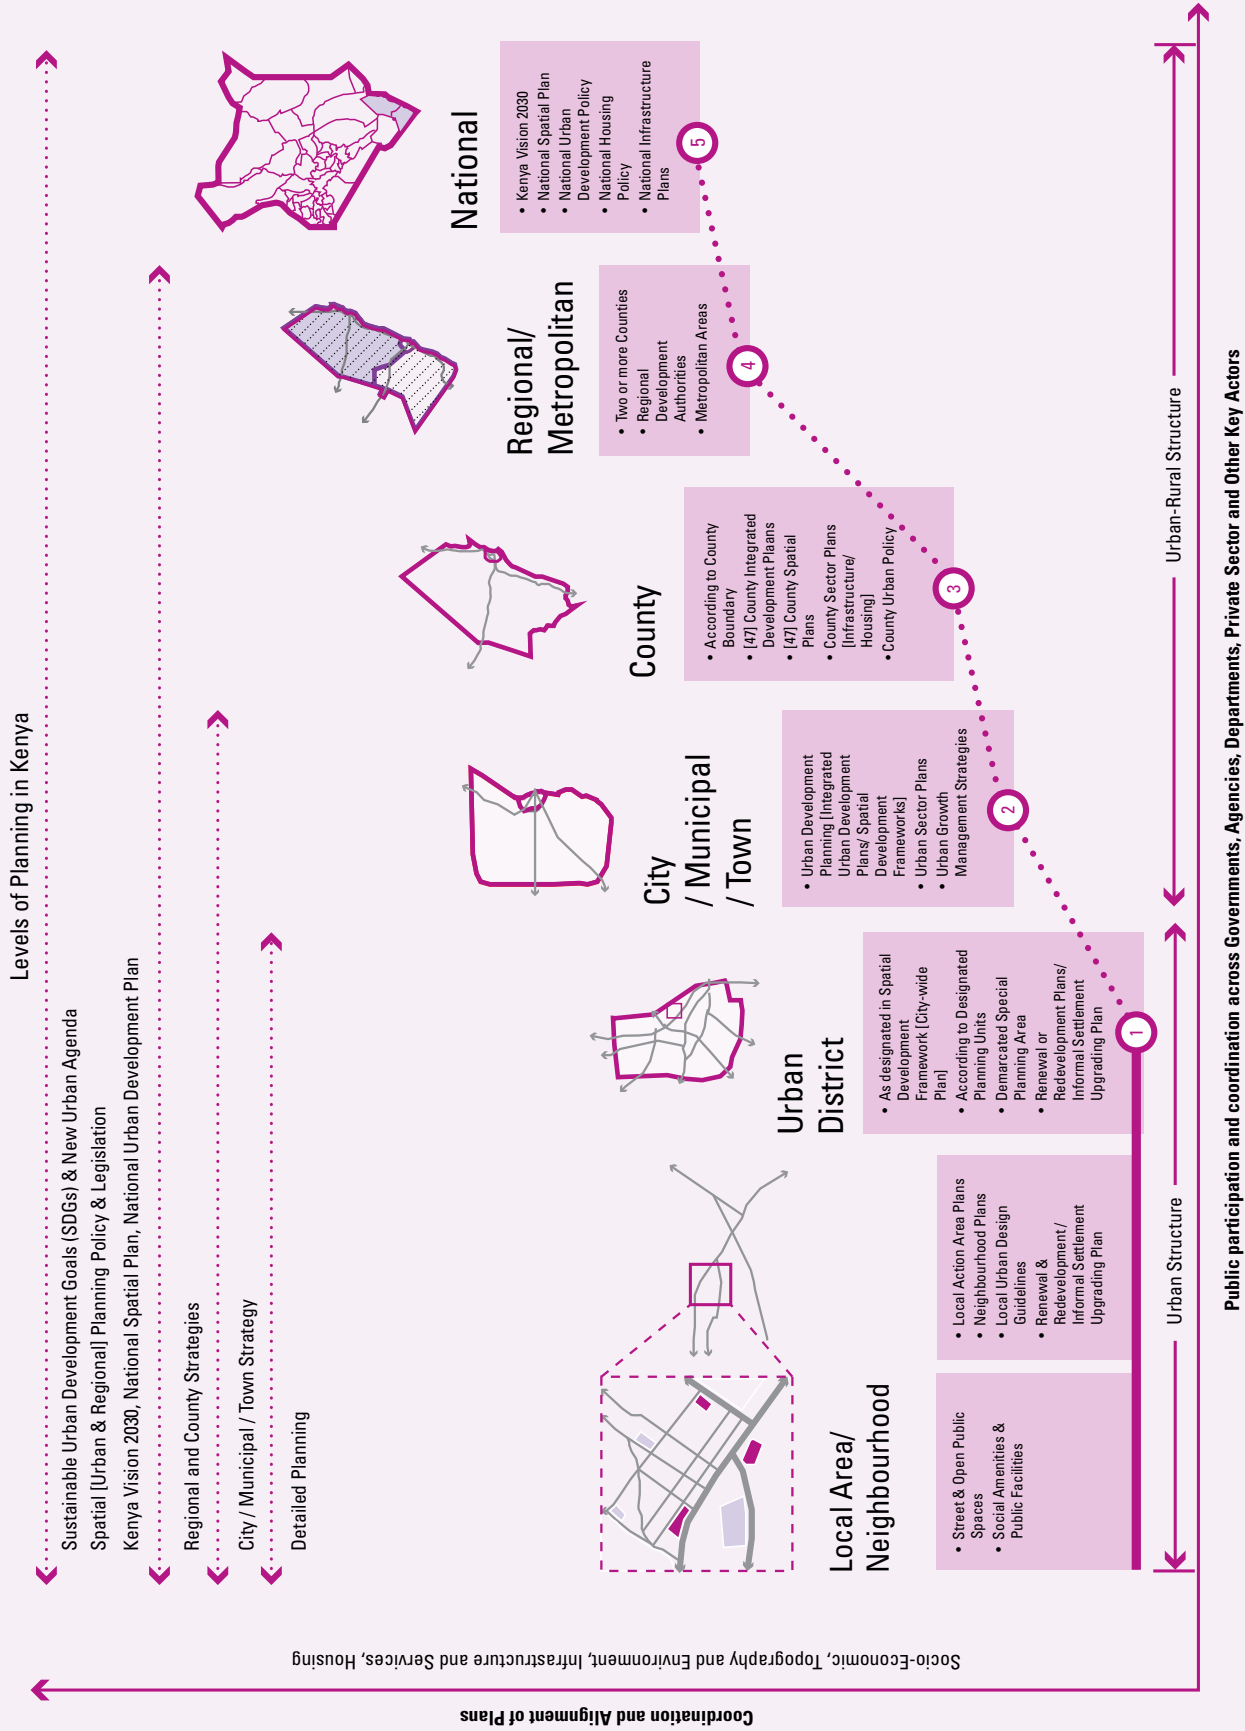 Levels of Planning in Kenya
Sustainable Urban Development Goals (SDGs) & New Urban Agenda
Spatial [Urban & Regional] Planning Policy & Legislation
Kenya Vision 2030, National Spatial Plan, National Urban Development Plan
Regional and County Strategies
City / Municipal / Town Strategy
Detailed Planning
Local Area/
Neighbourhood
• Street & Open Public
Spaces
• Social Amenities &
Public Facilities
• Local Action Area Plans
• Neighbourhood Plans
• Local Urban Design
Guidelines
• Renewal &
Redevelopment /
Informal Settlement
Upgrading Plan
Urban
District
• As designated in Spatial
Development
Framework [City-wide
Plan]
• According to Designated
Planning Units
• Demarcated Special
Planning Area
• Renewal or
Redevelopment Plans/
Informal Settlement
Upgrading Plan
1
City
/ Municipal
/ Town
• Urban Development
Planning [Integrated
Urban Development
Plans/ Spatial
Development
Frameworks]
• Urban Sector Plans
• Urban Growth
Management Strategies
2
County
• According to County
Boundary
• [47] County Integrated
Development Plaans
• [47] County Spatial
Plans
• County Sector Plans
[Infrastructure/
Housing]
• County Urban Policy
3
Regional/
Metropolitan
• Two or more Counties
• Regional
Development
Authorities
• Metropolitan Areas
4
National
• Kenya Vision 2030
• National Spatial Plan
• National Urban
Development Policy
• National Housing
Policy
• National Infrastructure
Plans
5
Urban Structure
Urban-Rural Structure
Public participation and coordination across Governments, Agencies, Departments, Private Sector and Other Key Actors
Socio-Economic, Topography and Environment, Infrastructure and Services, Housing
Coordination and Alignment of Plans